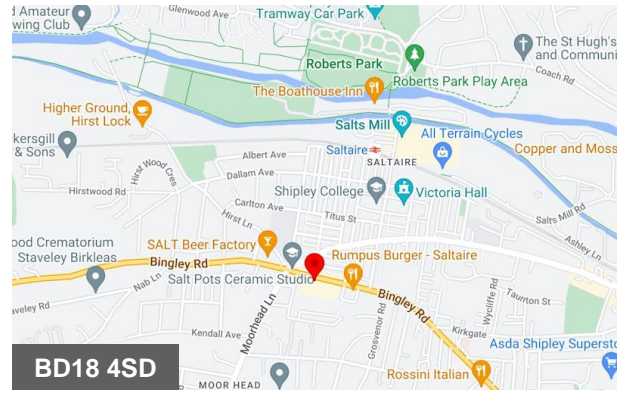 Glenwood Ave
d Amateur
wing Club
Tramway Car Park
The St Hugh's
and Communi
Coach Rd
Roberts Park
Roberts Park Play Area
The Boathouse Inn
Higher Ground,
Hirst Lock
Salts Mill
All Terrain Cycles
kersgill
& Sons
Saltaire
SALTAIRE
Copper and Moss
Albert Ave
Dallam Ave
Hirst Wood Cres
Hirstwood Rd
Shipley College
Victoria Hall
Carlton Ave
Titus St
Hirst Ln
Salts Mill Rd
Ashley Ln
ood Crematorium
Staveley Birkleas
SALT Beer Factory
Rumpus Burger - Saltaire
Bingley Rd
Nab Ln
Salt Pots Ceramic Studio
Bingley Rd
Wycliffe Rd
Taunton St
aveley Rd
Moorhead Ln
Kendall Ave
Grosvenor Rd
Kirkgate
Asda Shipley Supersto
BD18 4SD
MOOR HEAD
Rossini Italian